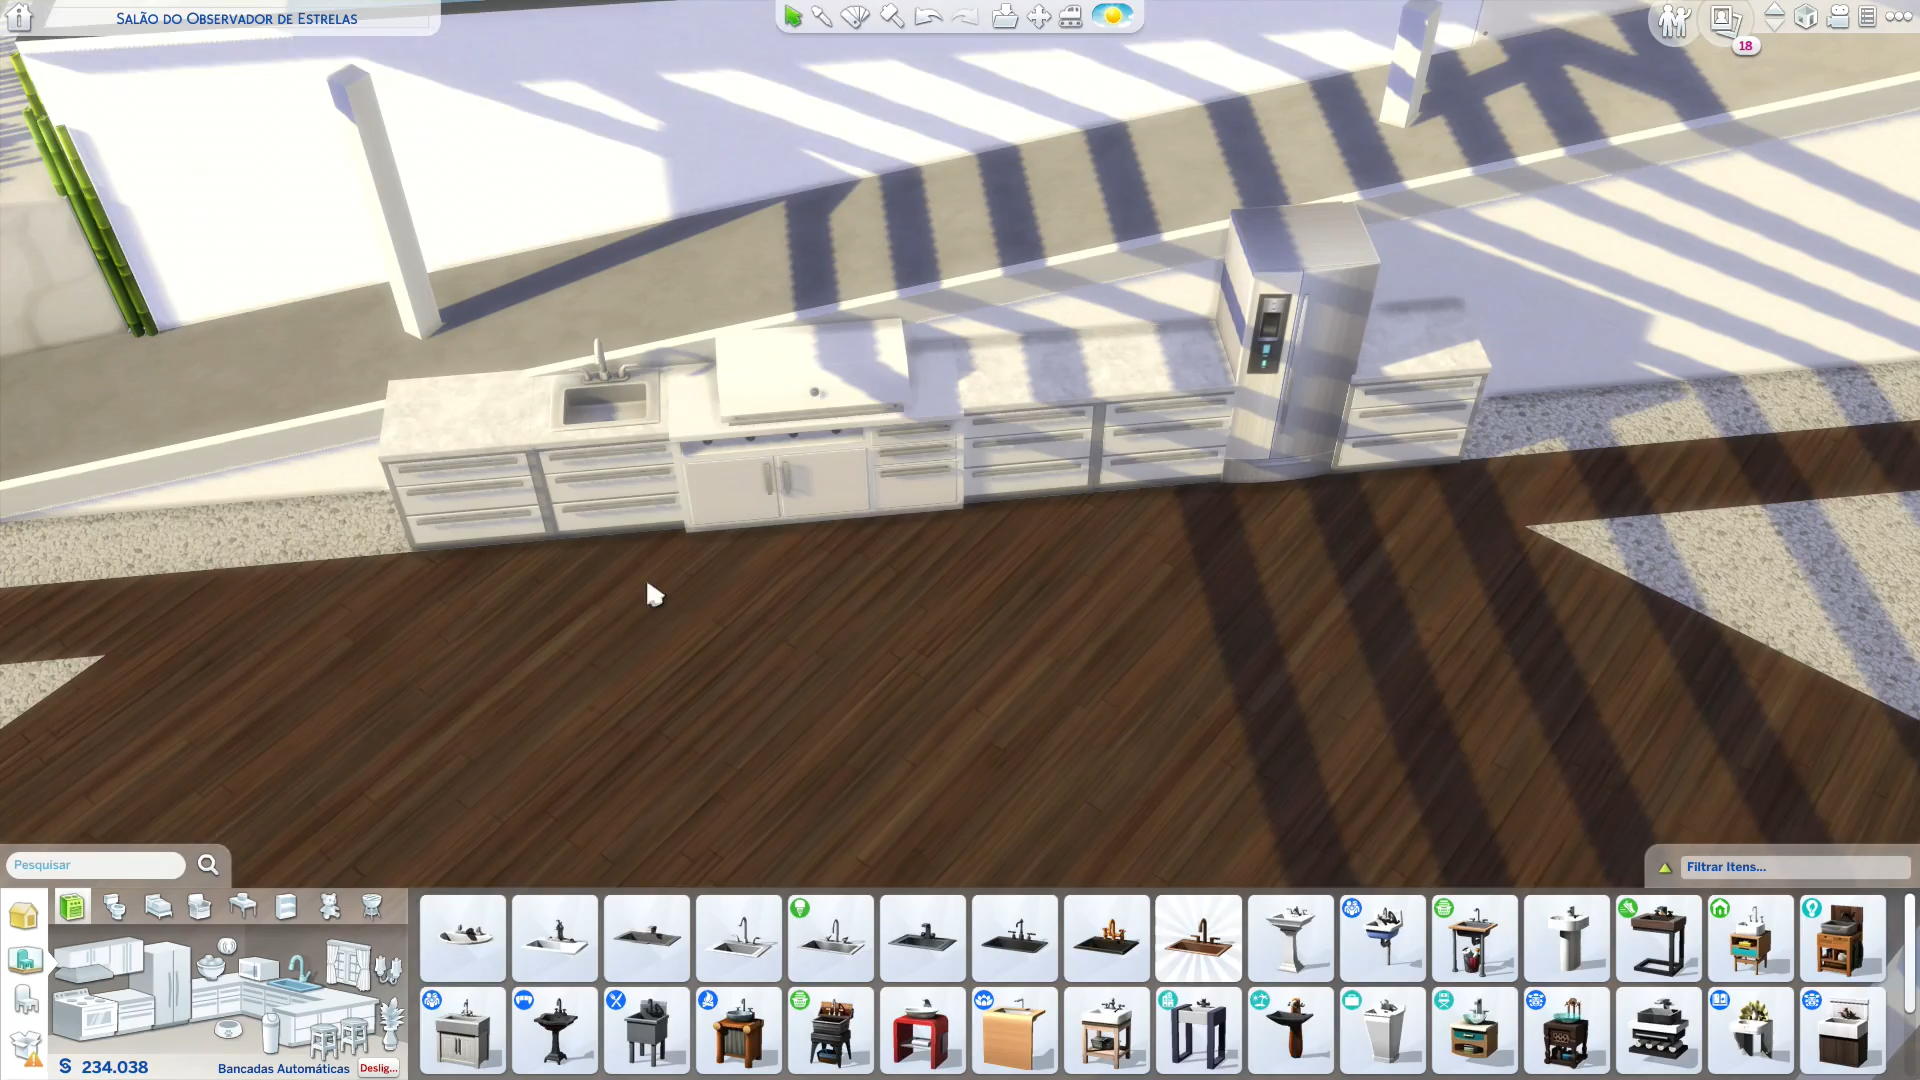 SALÃO DO OBSERVADOR DE ESTRELAS
18
Pesquisar
Filtrar Itens...
234.038
Bancadas Automáticas
Deslig...